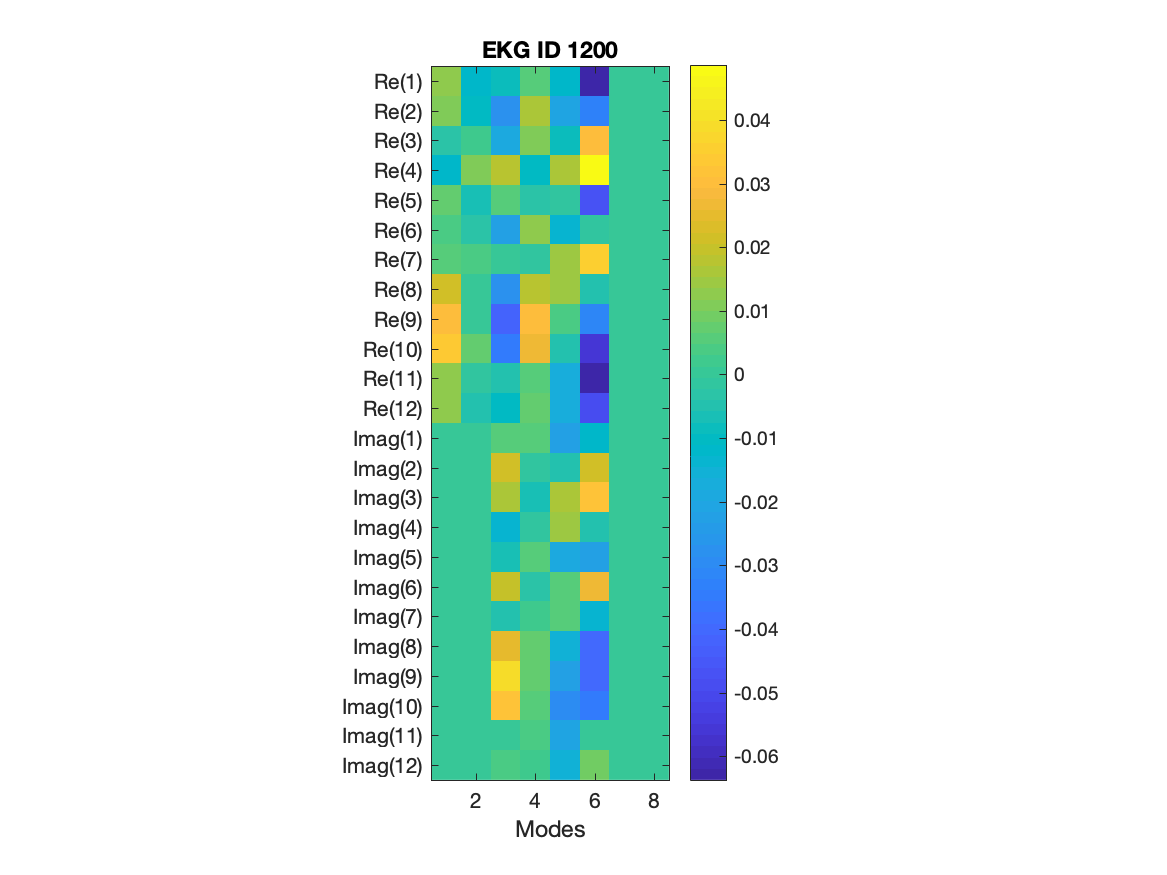 EKG ID 1200
Re(1)
Re(2)
Re(3)
Re(4)
Re(5)
Re(6)
Re(7)
Re(8)
Re(9)
Re(10)
Re(11)
Re(12)
Imag(1)
Imag(2)
Imag(3)
Imag(4)
Imag(5)
Imag(6)
Imag(7)
Imag(8)
Imag(9)
Imag(10)
Imag(11)
Imag(12)
2 4 6 8
Modes
0.04
0.03
0.02
0.01
0
-0.01
-0.02
-0.03
-0.04
-0.05
-0.06